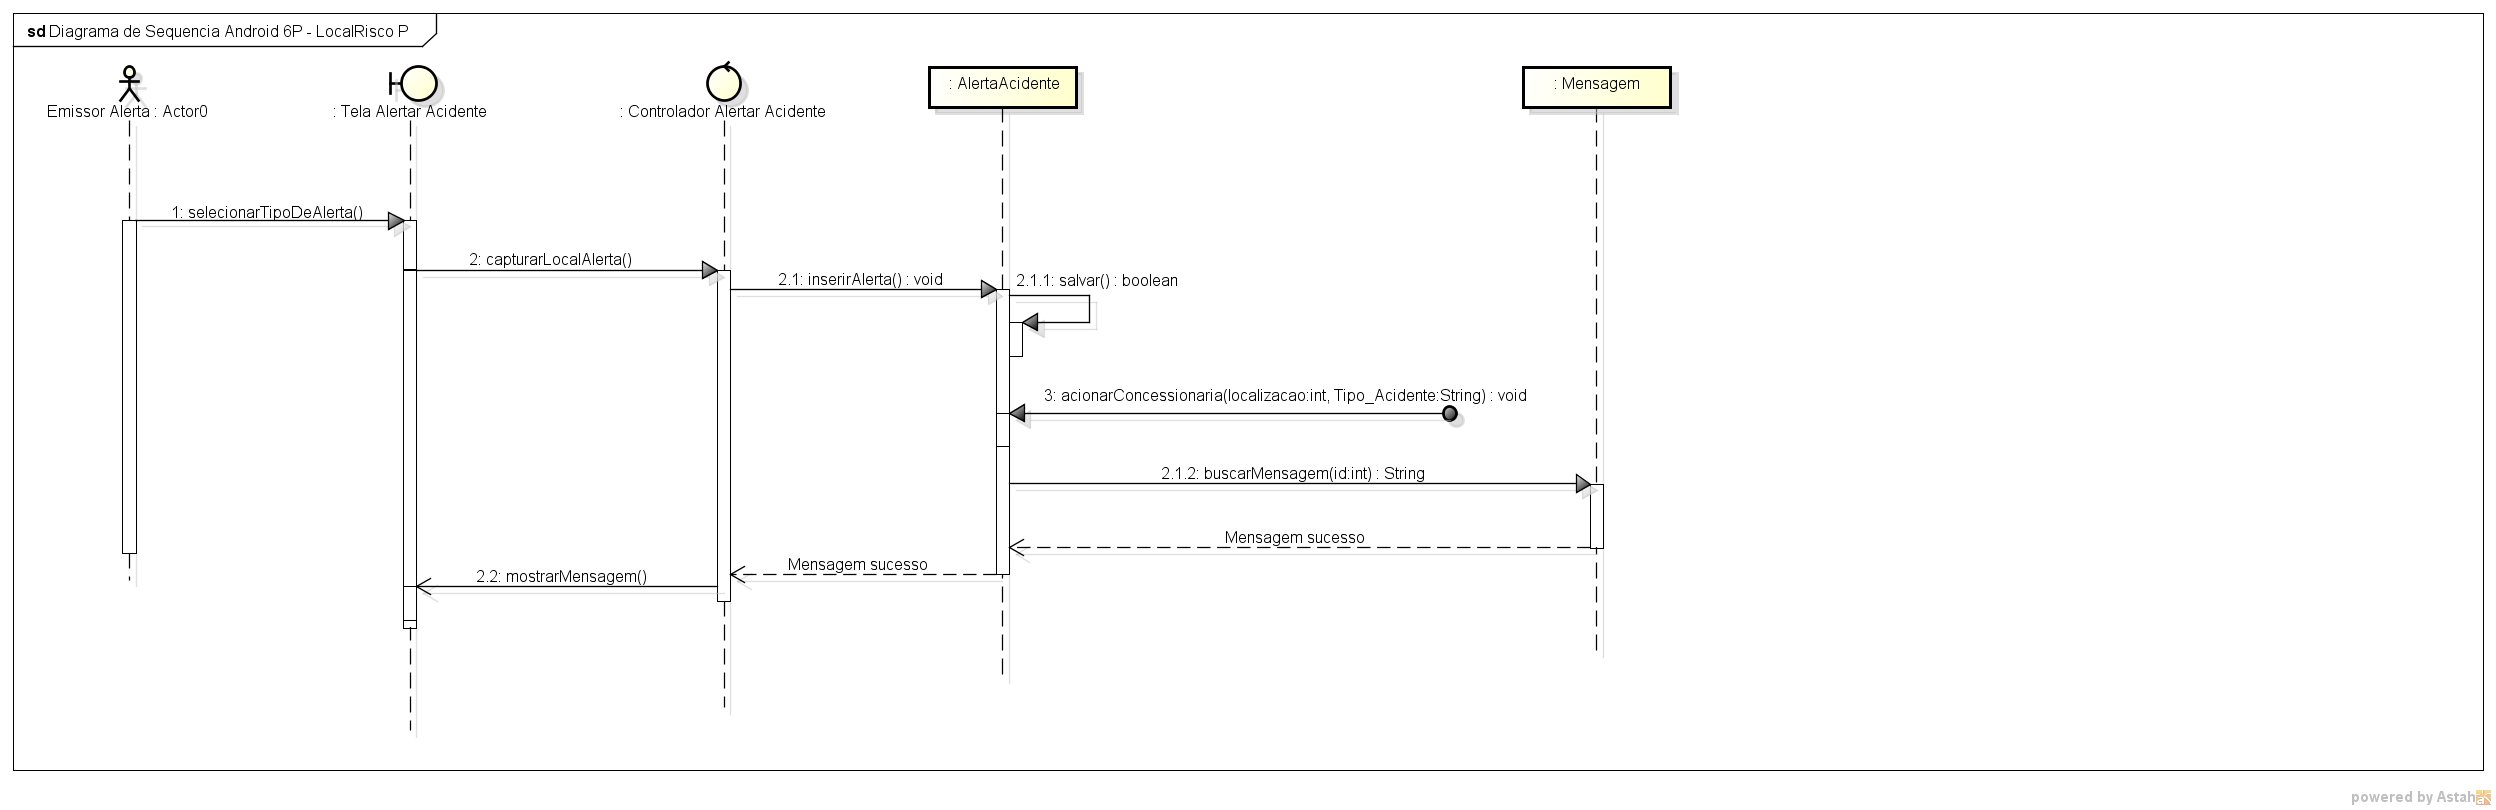 sd Diagrama de Sequencia Android 6P - LocalRisco P
Emissor Alerta : Actor0
: Tela Alertar Acidente
: Controlador Alertar Acidente
: AlertaAcidente
: Mensagem
1: selecionarTipoDeAlerta()
2: capturarLocalAlerta()
2.1: inserirAlerta() : void
2.1.1: salvar() : boolean
3: acionarConcessionaria(localizacao:int, Tipo_Acidente:String) : void
2.1.2: buscarMensagem(id:int) : String
Mensagem sucesso
Mensagem sucesso
2.2: mostrarMensagem()
powered by Astah